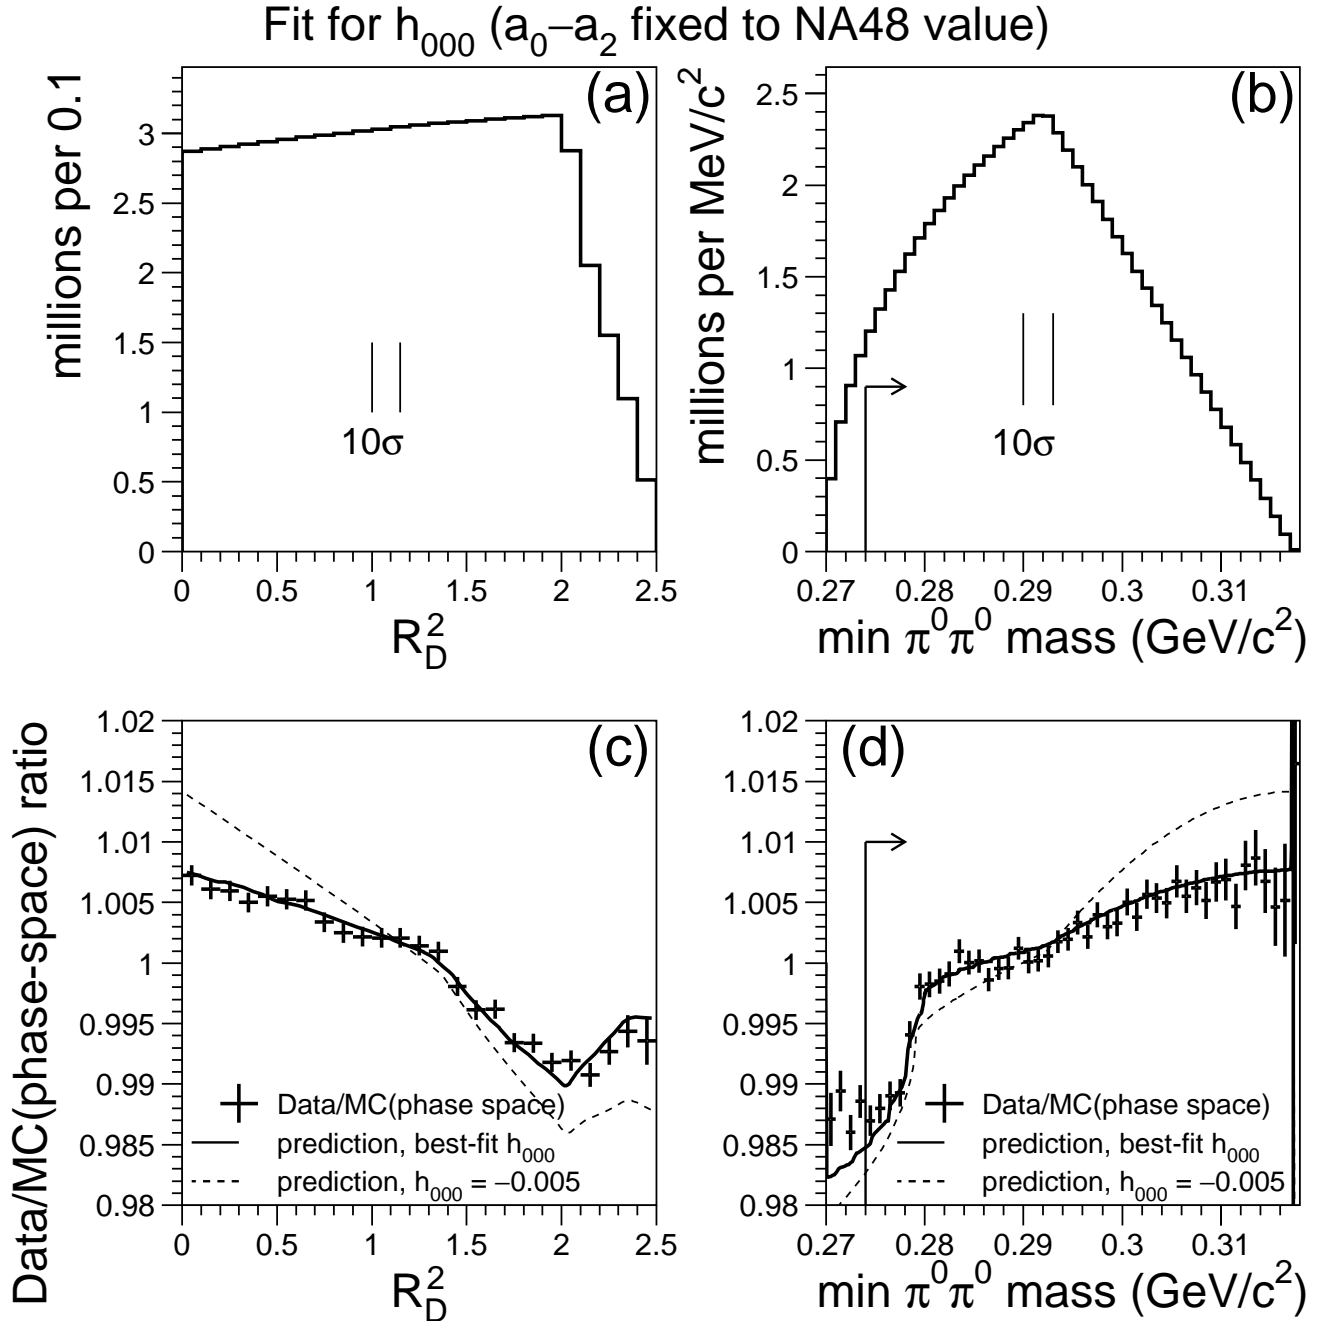 Fit for h000 (a0–a2 fixed to NA48 value)
(a)
millions per 0.1
3
2.5
2
1.5
1
0.5
0
10σ
0 0.5 1 1.5 2 2.5
R²D
(b)
millions per MeV/c²
2.5
2
1.5
1
0.5
0
10σ
0.27 0.28 0.29 0.3 0.31
min π⁰π⁰ mass (GeV/c²)
(c)
Data/MC(phase-space) ratio
1.02
1.015
1.01
1.005
1
0.995
0.99
0.985
0.98
Data/MC(phase space)
prediction, best-fit h000
prediction, h000 = −0.005
0 0.5 1 1.5 2 2.5
R²D
(d)
1.02
1.015
1.01
1.005
1
0.995
0.99
0.985
0.98
Data/MC(phase space)
prediction, best-fit h000
prediction, h000 = −0.005
0.27 0.28 0.29 0.3 0.31
min π⁰π⁰ mass (GeV/c²)